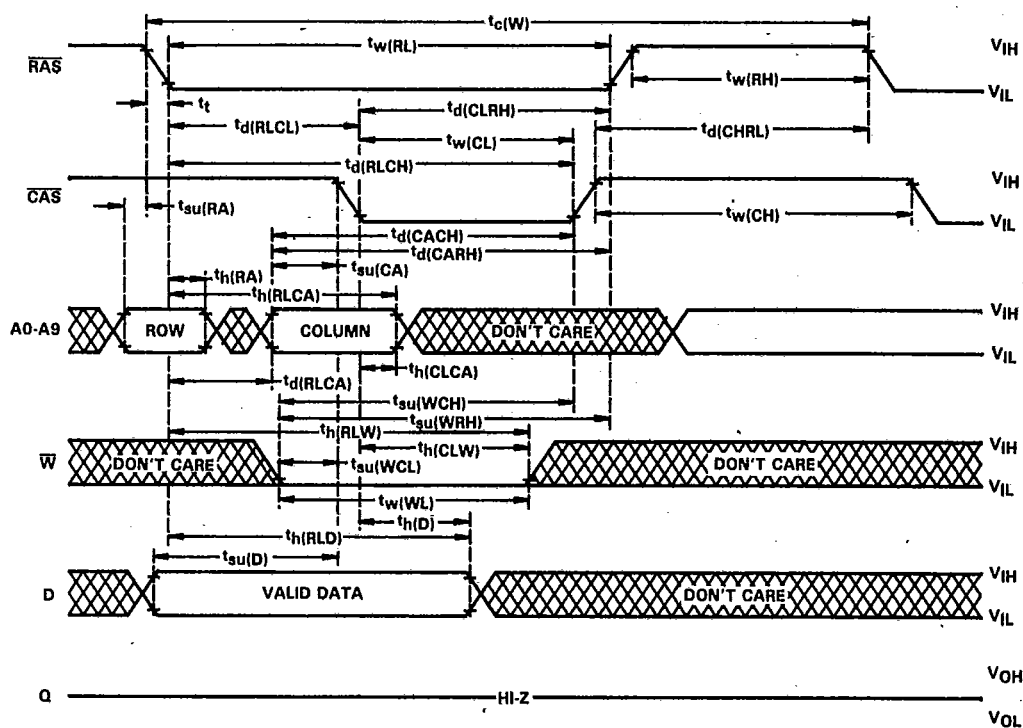 tc(W)
tw(RL)
VIH
RAS
tw(RH)
VIL
tt
td(CLRH)
td(RLCL)
tw(CL)
td(CHRL)
td(RLCH)
VIH
CAS
tsu(RA)
tw(CH)
VIL
td(CACH)
td(CARH)
th(RA)
tsu(CA)
th(RLCA)
VIH
A0-A9 ROW COLUMN DON'T CARE
VIL
th(CLCA)
td(RLCA)
tsu(WCH)
tsu(WRH)
th(RLW)
th(CLW)
VIH
W DON'T CARE tsu(WCL) DON'T CARE
VIL
tw(WL)
th(D)
th(RLD)
tsu(D)
VIH
D VALID DATA DON'T CARE
VIL
VOH
Q HI-Z
VOL